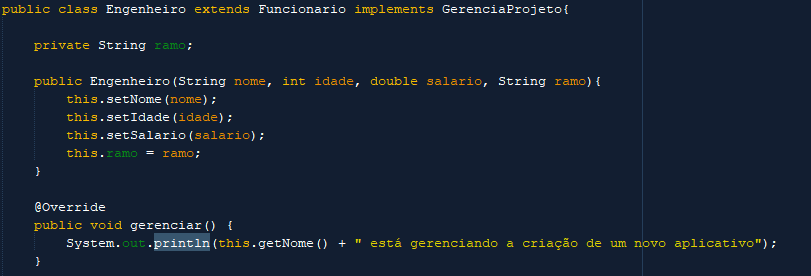 public class Engenheiro extends Funcionario implements GerenciaProjeto{
private String ramo;
public Engenheiro(String nome, int idade, double salario, String ramo){
this.setNome(nome);
this.setIdade(idade);
this.setSalario(salario);
this.ramo = ramo;
}
@Override
public void gerenciar() {
System.out.println(this.getNome() + " está gerenciando a criação de um novo aplicativo");
}